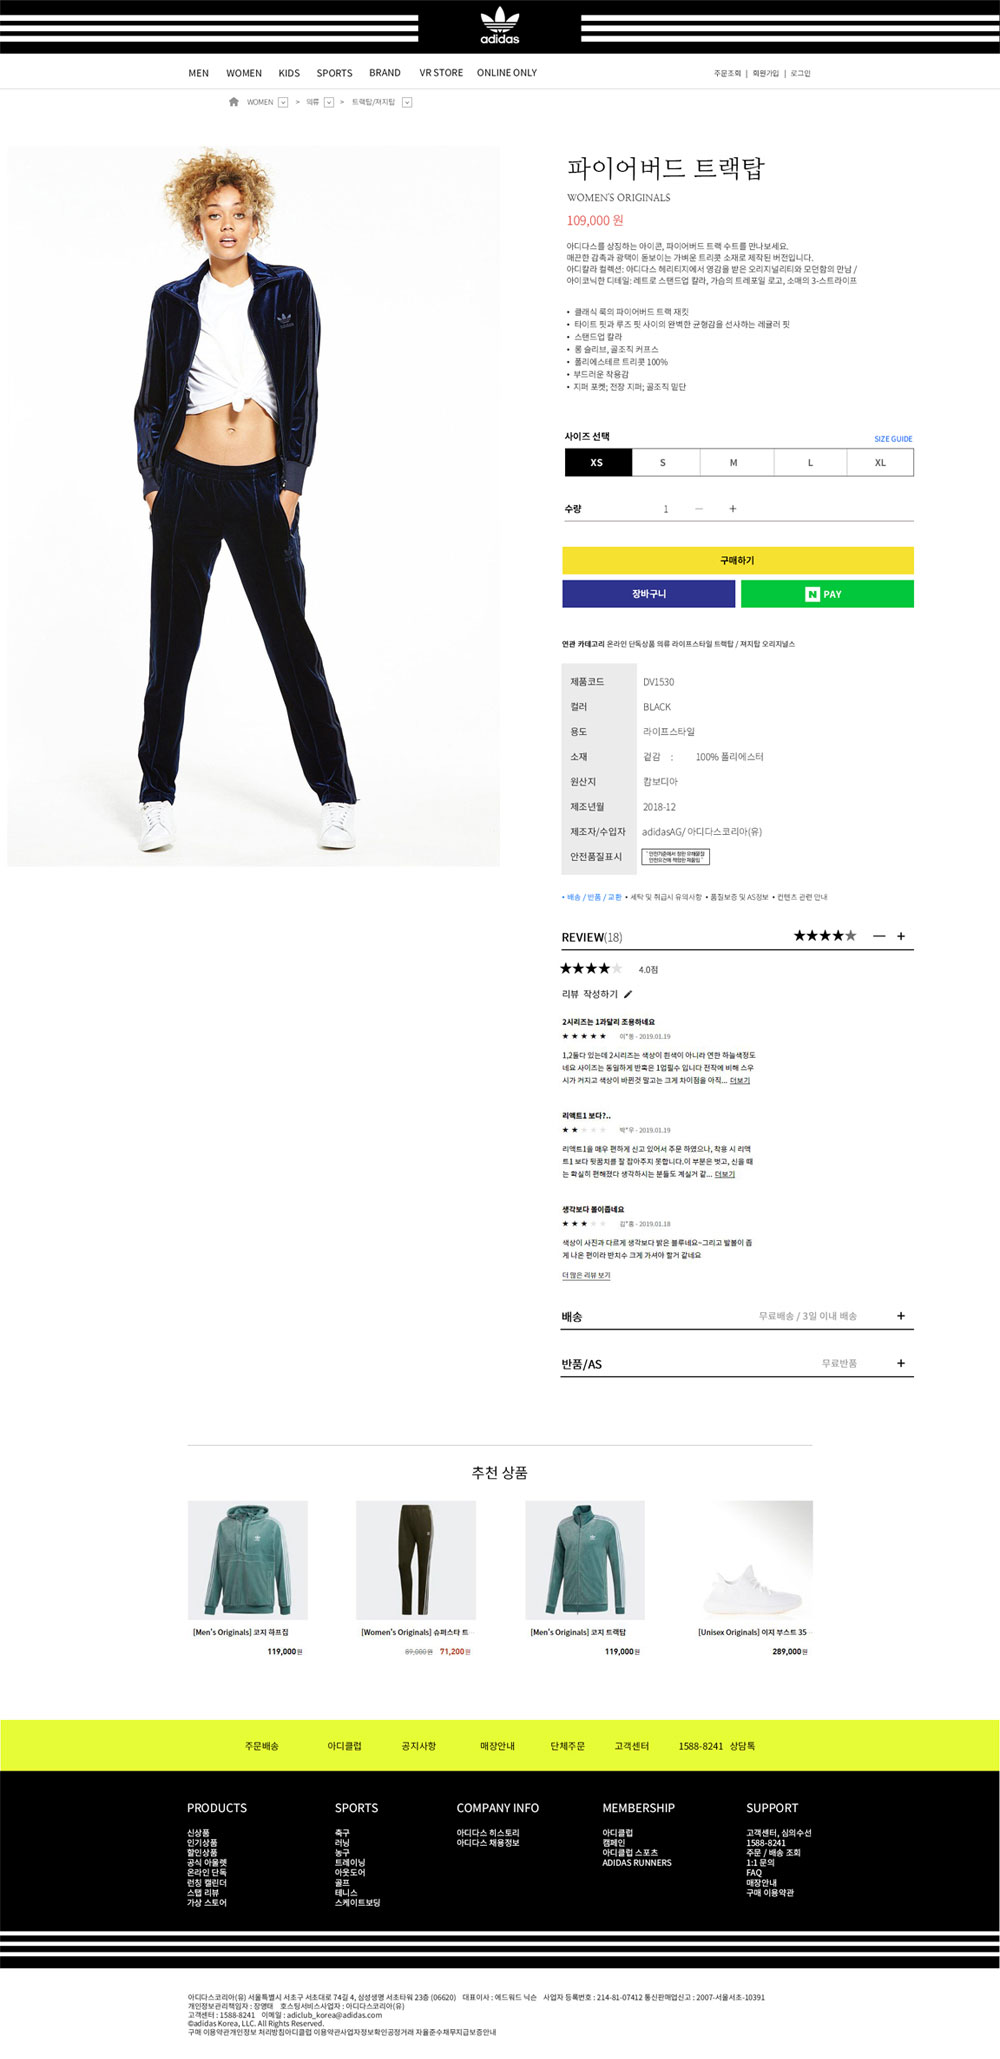 adidas
MEN WOMEN KIDS SPORTS BRAND VR STORE ONLINE ONLY
주문조회 | 회원가입 | 로그인
WOMEN > 의류 > 트랙탑/져지탑
파이어버드 트랙탑
WOMEN'S ORIGINALS
109,000 원
아디다스를 상징하는 아이콘, 파이어버드 트랙 수트를 만나보세요.
매끈한 감촉과 광택이 돋보이는 가벼운 트리콧 소재로 제작된 버전입니다.
아디칼라 컬렉션: 아디다스 헤리티지에서 영감을 받은 오리지널리티와 모던함의 만남 /
아이코닉한 디테일: 레트로 스탠드업 칼라, 가슴의 트레포일 로고, 소매의 3-스트라이프
• 클래식 룩의 파이어버드 트랙 재킷
• 타이트 핏과 루즈 핏 사이의 완벽한 균형감을 선사하는 레귤러 핏
• 스탠드업 칼라
• 롱 슬리브, 골조직 커프스
• 폴리에스테르 트리콧 100%
• 부드러운 착용감
• 지퍼 포켓; 전장 지퍼; 골조직 밑단
사이즈 선택
SIZE GUIDE
XS S M L XL
수량 1 — +
구매하기
장바구니
N PAY
연관 카테고리 온라인 단독상품 의류 라이프스타일 트랙탑 / 져지탑 오리지널스
제품코드 DV1530
컬러 BLACK
용도 라이프스타일
소재 겉감 : 100% 폴리에스터
원산지 캄보디아
제조년월 2018-12
제조자/수입자 adidasAG/ 아디다스코리아(유)
안전품질표시
• 배송 / 반품 / 교환 • 세탁 및 취급시 유의사항 • 품질보증 및 AS정보 • 컨텐츠 관련 안내
REVIEW(18) ★★★★★ — +
★★★★★ 4.0점
리뷰 작성하기
2시리즈는 1과달리 조용하네요
★★★★★ 이*용 - 2019.01.19
1,2둘다 있는데 2시리즈는 색상이 흰색이 아니라 연한 하늘색정도
네요 사이즈는 동일하게 반혹은 1업필수 입니다 전작에 비해 스우
시가 커지고 색상이 바뀐것 말고는 크게 차이점을 아직... 더보기
리액트1 보다?..
★★★★★ 박*우 - 2019.01.19
리액트1을 매우 편하게 신고 있어서 주문 하였으나, 착용 시 리액
트1 보다 뒷꿈치를 잘 잡아주지 못합니다.이 부분은 벗고, 신을 때
는 확실히 편해졌다 생각하시는 분들도 계실거 같... 더보기
생각보다 볼이좁네요
★★★★★ 김*홍 - 2019.01.18
색상이 사진과 다르게 생각보다 밝은 블루네요~그리고 발볼이 좁
게 나온 편이라 반치수 크게 가셔야 할거 같네요
더 많은 리뷰 보기
배송 무료배송 / 3일 이내 배송 +
반품/AS 무료반품 +
추천 상품
[Men's Originals] 코지 하프집
119,000원
[Women's Originals] 슈퍼스타 트
89,000원 71,200원
[Men's Originals] 코지 트랙탑
119,000원
[Unisex Originals] 이지 부스트 35
289,000원
주문배송 아디클럽 공지사항 매장안내 단체주문 고객센터 1588-8241 상담톡
PRODUCTS
신상품
인기상품
할인상품
공식 아울렛
온라인 단독
런칭 캘린더
스탭 리뷰
가상 스토어
SPORTS
축구
러닝
농구
트레이닝
아웃도어
골프
테니스
스케이트보딩
COMPANY INFO
아디다스 히스토리
아디다스 채용정보
MEMBERSHIP
아디클럽
캠페인
아디클럽 스포츠
ADIDAS RUNNERS
SUPPORT
고객센터, 심의수선
1588-8241
주문 / 배송 조회
1:1 문의
FAQ
매장안내
구매 이용약관
아디다스코리아(유) 서울특별시 서초구 서초대로 74길 4, 삼성생명 서초타워 23층 (06620) 대표이사 : 에드워드 닉슨 사업자 등록번호 : 214-81-07412 통신판매업신고 : 2007-서울서초-10391
개인정보관리책임자 : 장영태 호스팅서비스사업자 : 아디다스코리아(유)
고객센터 : 1588-8241 이메일 : adiclub_korea@adidas.com
©adidas Korea, LLC. All Rights Reserved.
구매 이용약관개인정보 처리방침아디클럽 이용약관사업자정보확인공정거래 자율준수채무지급보증안내